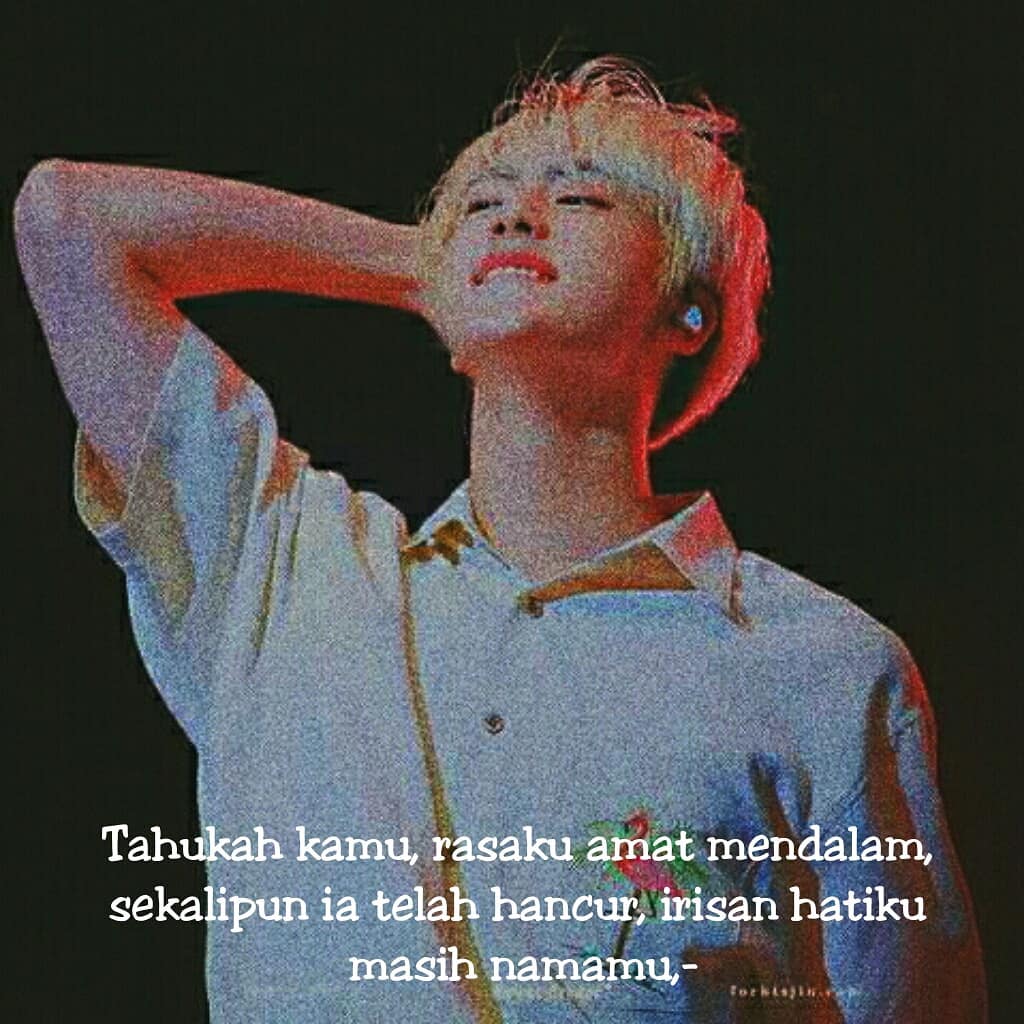 Tahukah kamu, rasaku amat mendalam,
sekalipun ia telah hancur, irisan hatiku
masih namamu,-